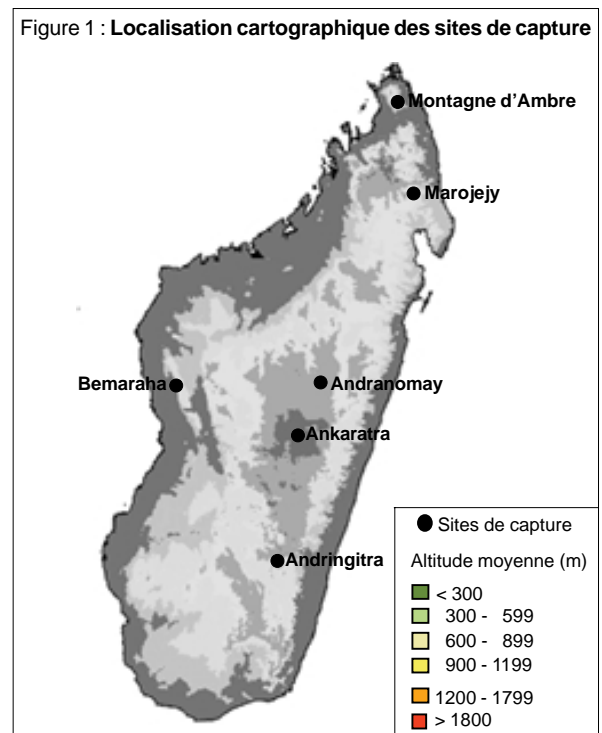 Figure 1 : Localisation cartographique des sites de capture
Montagne d'Ambre
Marojejy
Bemaraha
Andranomay
Ankaratra
Andringitra
Sites de capture
Altitude moyenne (m)
< 300
300 - 599
600 - 899
900 - 1199
1200 - 1799
> 1800